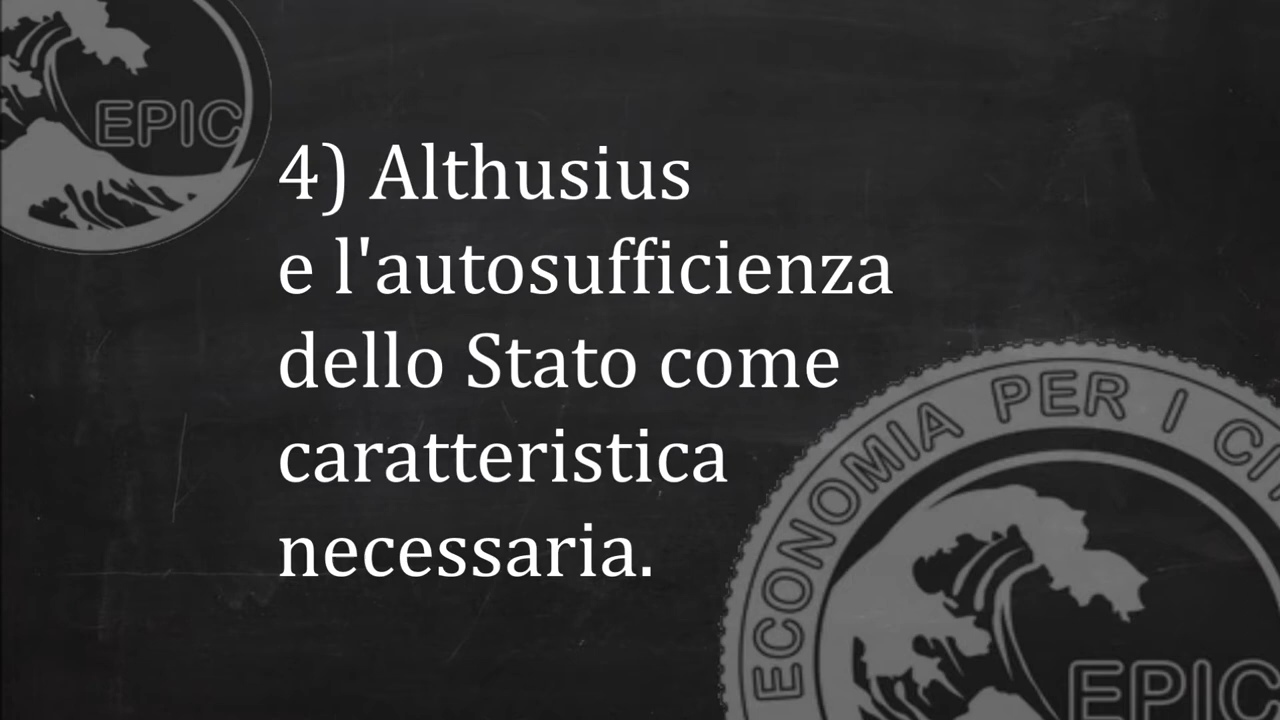 EPIC
4) Althusius
e l'autosufficienza
dello Stato come
caratteristica
necessaria.
ECONOMIA PER I CI
EPIC